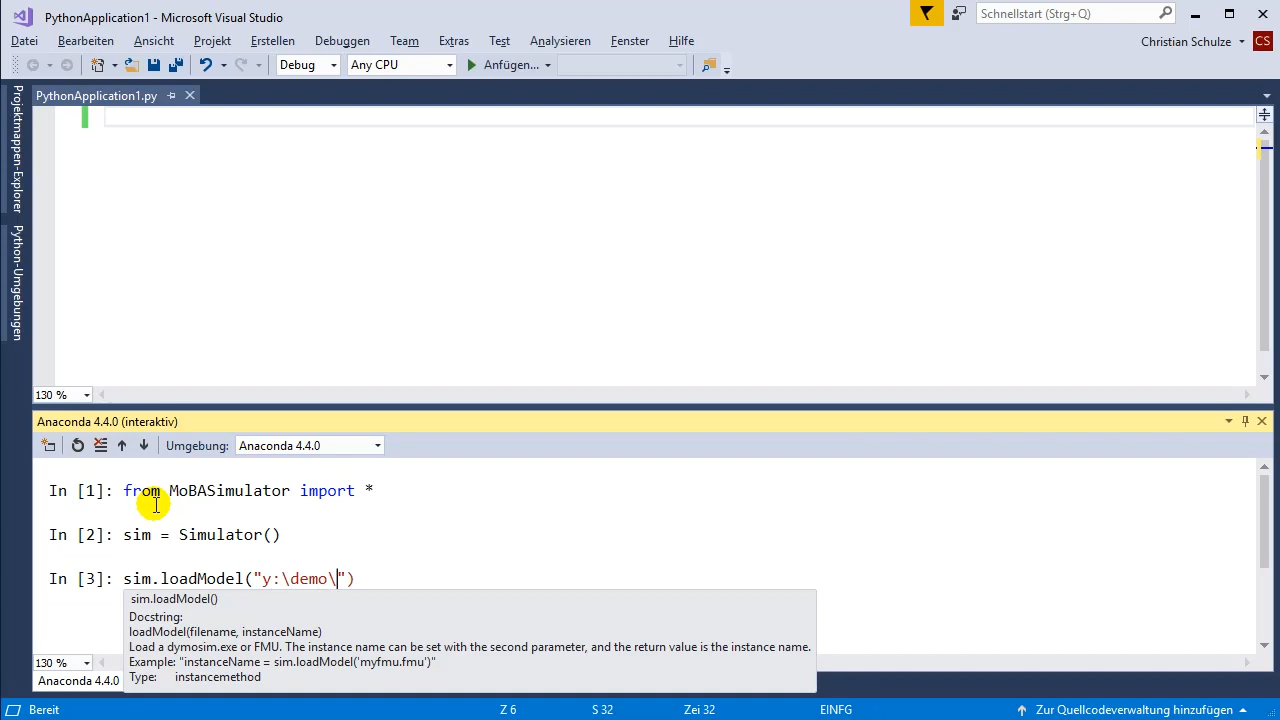 PythonApplication1 - Microsoft Visual Studio
Schnellstart (Strg+Q)
Datei Bearbeiten Ansicht Projekt Erstellen Debuggen Team Extras Test Analysieren Fenster Hilfe
Christian Schulze CS
Debug Any CPU Anfügen...
PythonApplication1.py
Projektmappen-Explorer
Python-Umgebungen
130 %
Anaconda 4.4.0 (interaktiv)
Umgebung: Anaconda 4.4.0
In [1]: from MoBASimulator import *
In [2]: sim = Simulator()
In [3]: sim.loadModel("y:\demo\")
sim.loadModel()
Docstring:
loadModel(filename, instanceName)
Load a dymosim.exe or FMU. The instance name can be set with the second parameter, and the return value is the instance name.
Example: "instanceName = sim.loadModel('myfmu.fmu')"
Type: instancemethod
130 %
Anaconda 4.4.0
Bereit Z 6 S 32 Zei 32 EINFG Zur Quellcodeverwaltung hinzufügen